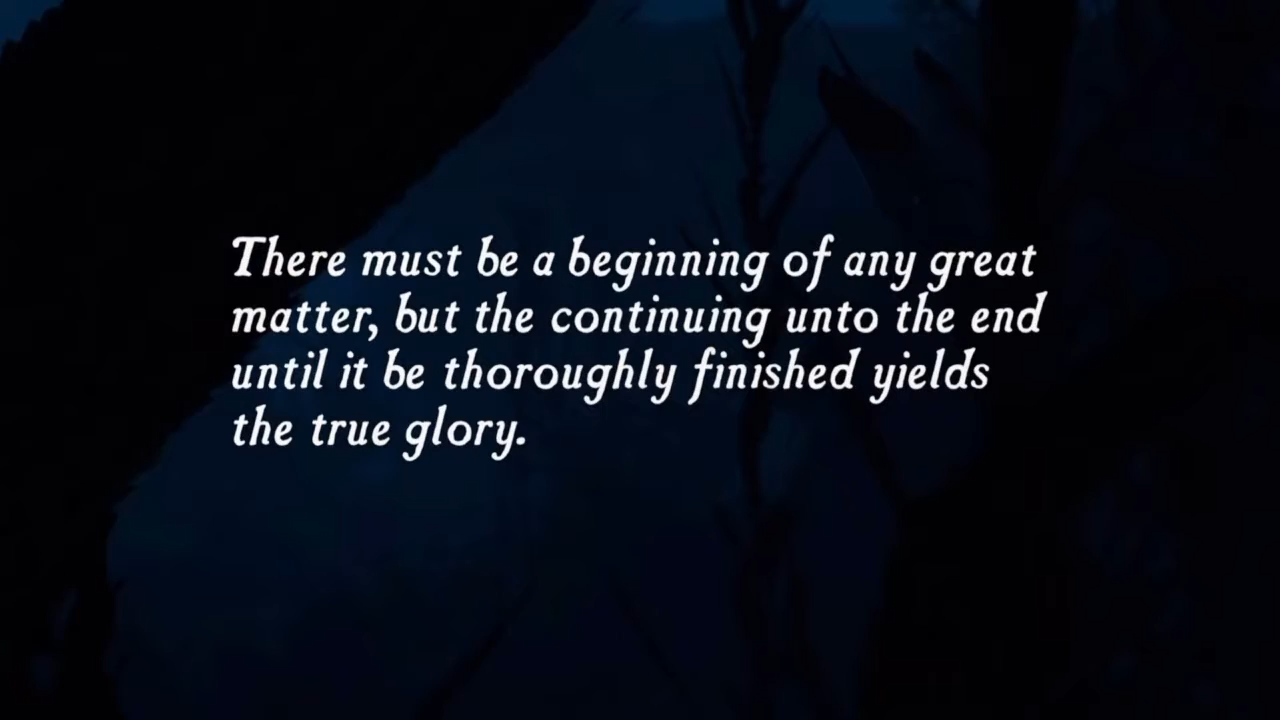 There must be a beginning of any great
matter, but the continuing unto the end
until it be thoroughly finished yields
the true glory.